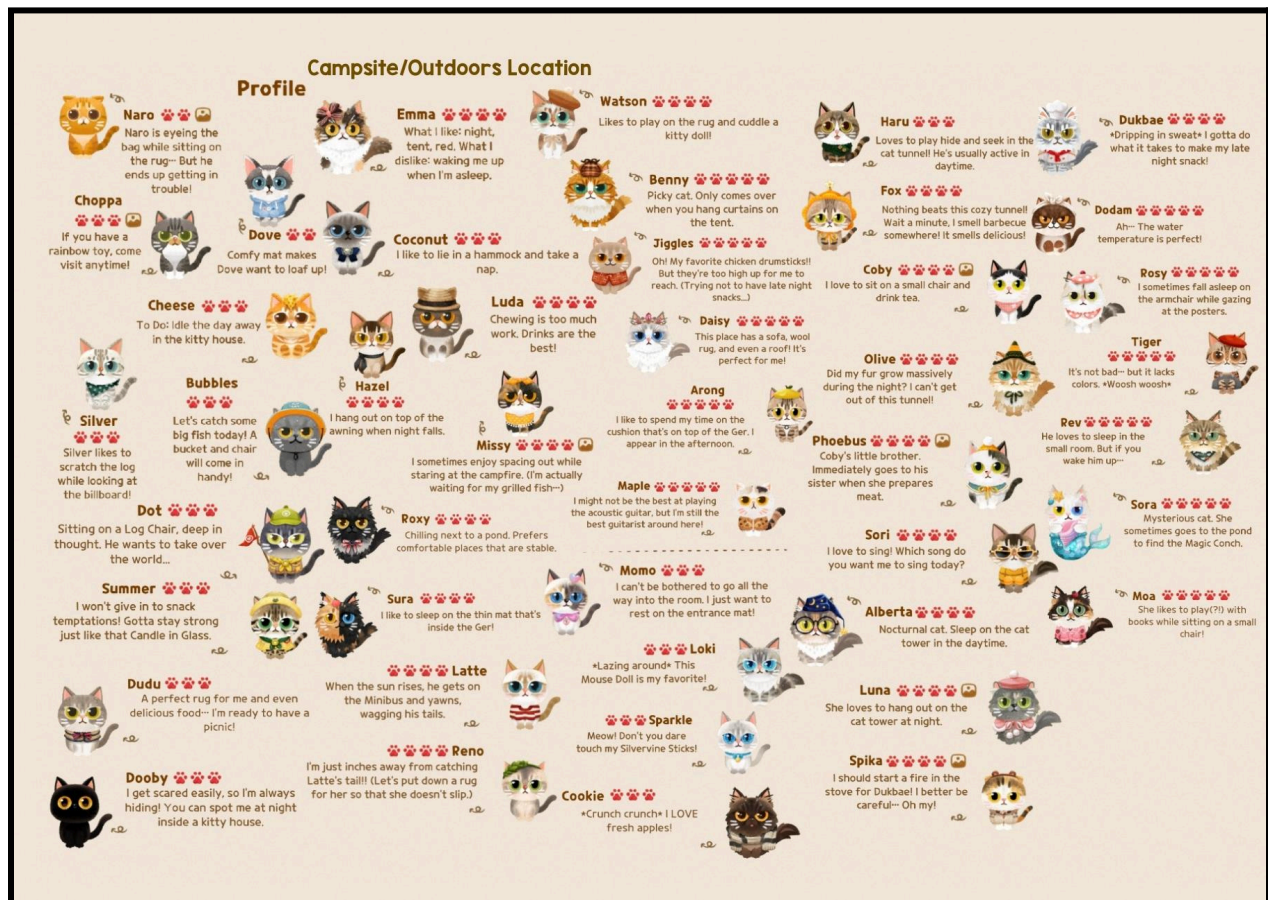 Campsite/Outdoors Location
Profile
Naro
Naro is eyeing the
bag while sitting on
the rug··· But he
ends up getting in
trouble!
Emma
What I like: night,
tent, red. What I
dislike: waking me up
when I'm asleep.
Watson
Likes to play on the rug and cuddle a
kitty doll!
Haru
Loves to play hide and seek in the
cat tunnel! He's usually active in
daytime.
Dukbae
*Dripping in sweat* I gotta do
what it takes to make my late
night snack!
Choppa
If you have a
rainbow toy, come
visit anytime!
Dove
Comfy mat makes
Dove want to loaf up!
Coconut
I like to lie in a hammock and take a
nap.
Benny
Picky cat. Only comes over
when you hang curtains on
the tent.
Jiggles
Oh! My favorite chicken drumsticks!!
But they're too high up for me to
reach. (Trying not to have late night
snacks...)
Fox
Nothing beats this cozy tunnel!
Wait a minute, I smell barbecue
somewhere! It smells delicious!
Dodam
Ah··· The water
temperature is perfect!
Coby
I love to sit on a small chair and
drink tea.
Rosy
I sometimes fall asleep on
the armchair while gazing
at the posters.
Cheese
To Do: Idle the day away
in the kitty house.
Luda
Chewing is too much
work. Drinks are the
best!
Daisy
This place has a sofa, wool
rug, and even a roof! It's
perfect for me!
Olive
Did my fur grow massively
during the night? I can't get
out of this tunnel!
Tiger
It's not bad··· but it lacks
colors. *Woosh woosh*
Silver
Silver likes to
scratch the log
while looking at
the billboard!
Bubbles
Let's catch some
big fish today! A
bucket and chair
will come in
handy!
Hazel
I hang out on top of the
awning when night falls.
Missy
I sometimes enjoy spacing out while
staring at the campfire. (I'm actually
waiting for my grilled fish···)
Arong
I like to spend my time on the
cushion that's on top of the Ger. I
appear in the afternoon.
Phoebus
Coby's little brother.
Immediately goes to his
sister when she prepares
meat.
Rev
He loves to sleep in the
small room. But if you
wake him up···
Dot
Sitting on a Log Chair, deep in
thought. He wants to take over
the world...
Roxy
Chilling next to a pond. Prefers
comfortable places that are stable.
Maple
I might not be the best at playing
the acoustic guitar, but I'm still the
best guitarist around here!
Sora
Mysterious cat. She
sometimes goes to the pond
to find the Magic Conch.
Sori
I love to sing! Which song do
you want me to sing today?
Summer
I won't give in to snack
temptations! Gotta stay strong
just like that Candle in Glass.
Sura
I like to sleep on the thin mat that's
inside the Ger!
Momo
I can't be bothered to go all the
way into the room. I just want to
rest on the entrance mat!
Alberta
Nocturnal cat. Sleep on the cat
tower in the daytime.
Moa
She likes to play(?!) with
books while sitting on a small
chair!
Dudu
A perfect rug for me and even
delicious food··· I'm ready to have a
picnic!
Latte
When the sun rises, he gets on
the Minibus and yawns,
wagging his tails.
Loki
*Lazing around* This
Mouse Doll is my favorite!
Luna
She loves to hang out on the
cat tower at night.
Sparkle
Meow! Don't you dare
touch my Silvervine Sticks!
Dooby
I get scared easily, so I'm always
hiding! You can spot me at night
inside a kitty house.
Reno
I'm just inches away from catching
Latte's tail!! (Let's put down a rug
for her so that she doesn't slip.)
Cookie
*Crunch crunch* I LOVE
fresh apples!
Spika
I should start a fire in the
stove for Dukbae! I better be
careful··· Oh my!